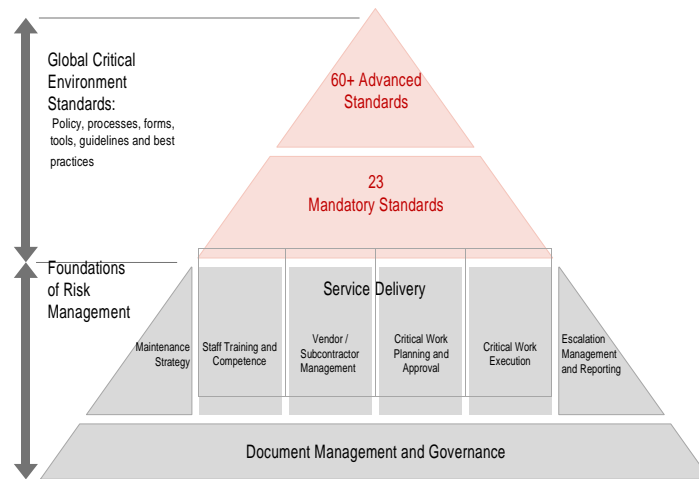 Global Critical
Environment
Standards:
Policy, processes, forms,
tools, guidelines and best
practices
60+ Advanced
Standards
23
Mandatory Standards
Foundations
of Risk
Management
Service Delivery
Maintenance
Strategy
Staff Training and
Competence
Vendor /
Subcontractor
Management
Critical Work
Planning and
Approval
Critical Work
Execution
Escalation
Management
and Reporting
Document Management and Governance